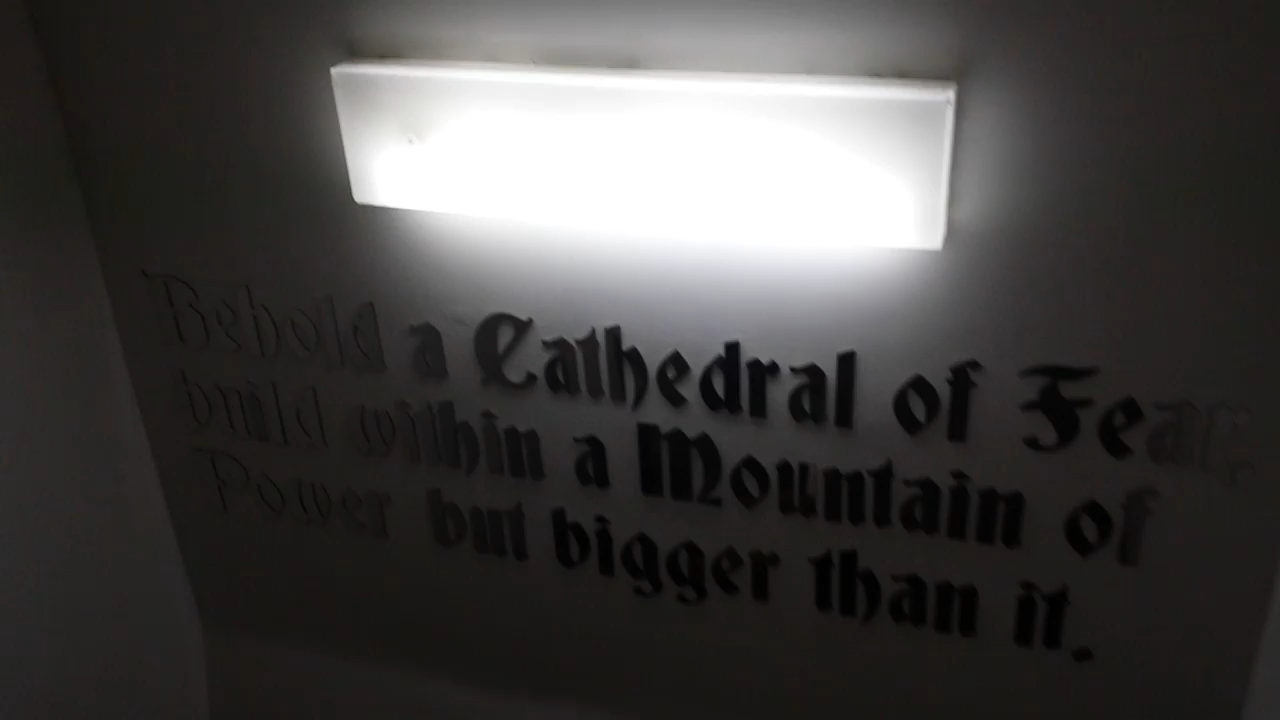 Behold a Cathedral of Fear,
build within a Mountain of
Power but bigger than it.